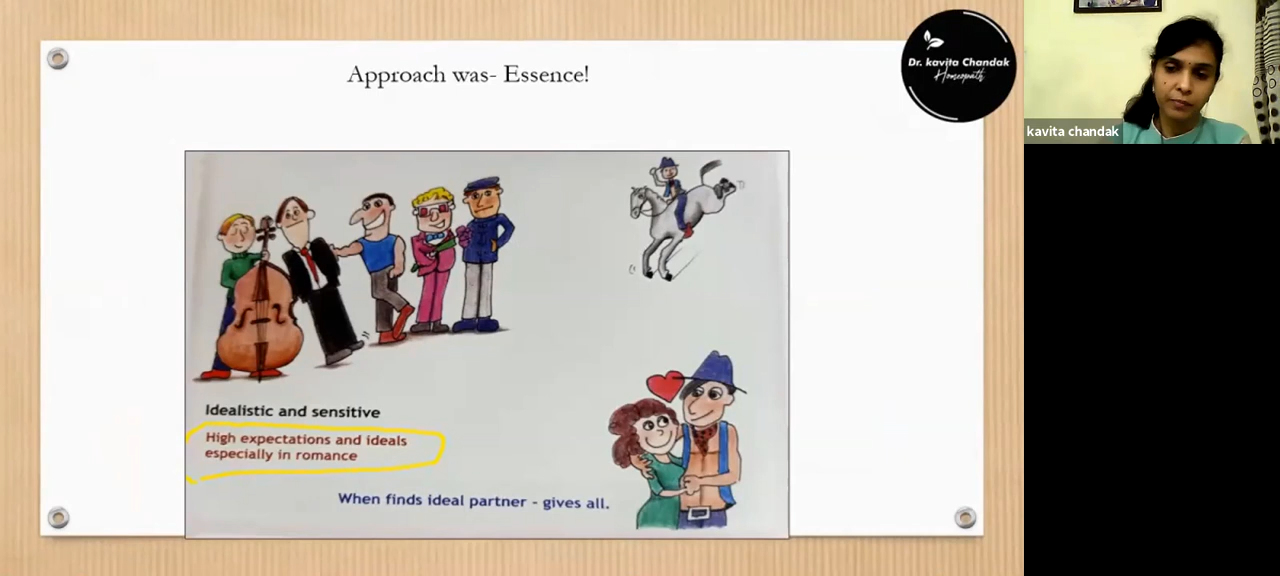 Approach was- Essence!
Dr. kavita Chandak
Homeopath
kavita chandak
Idealistic and sensitive
High expectations and ideals
especially in romance
When finds ideal partner - gives all.